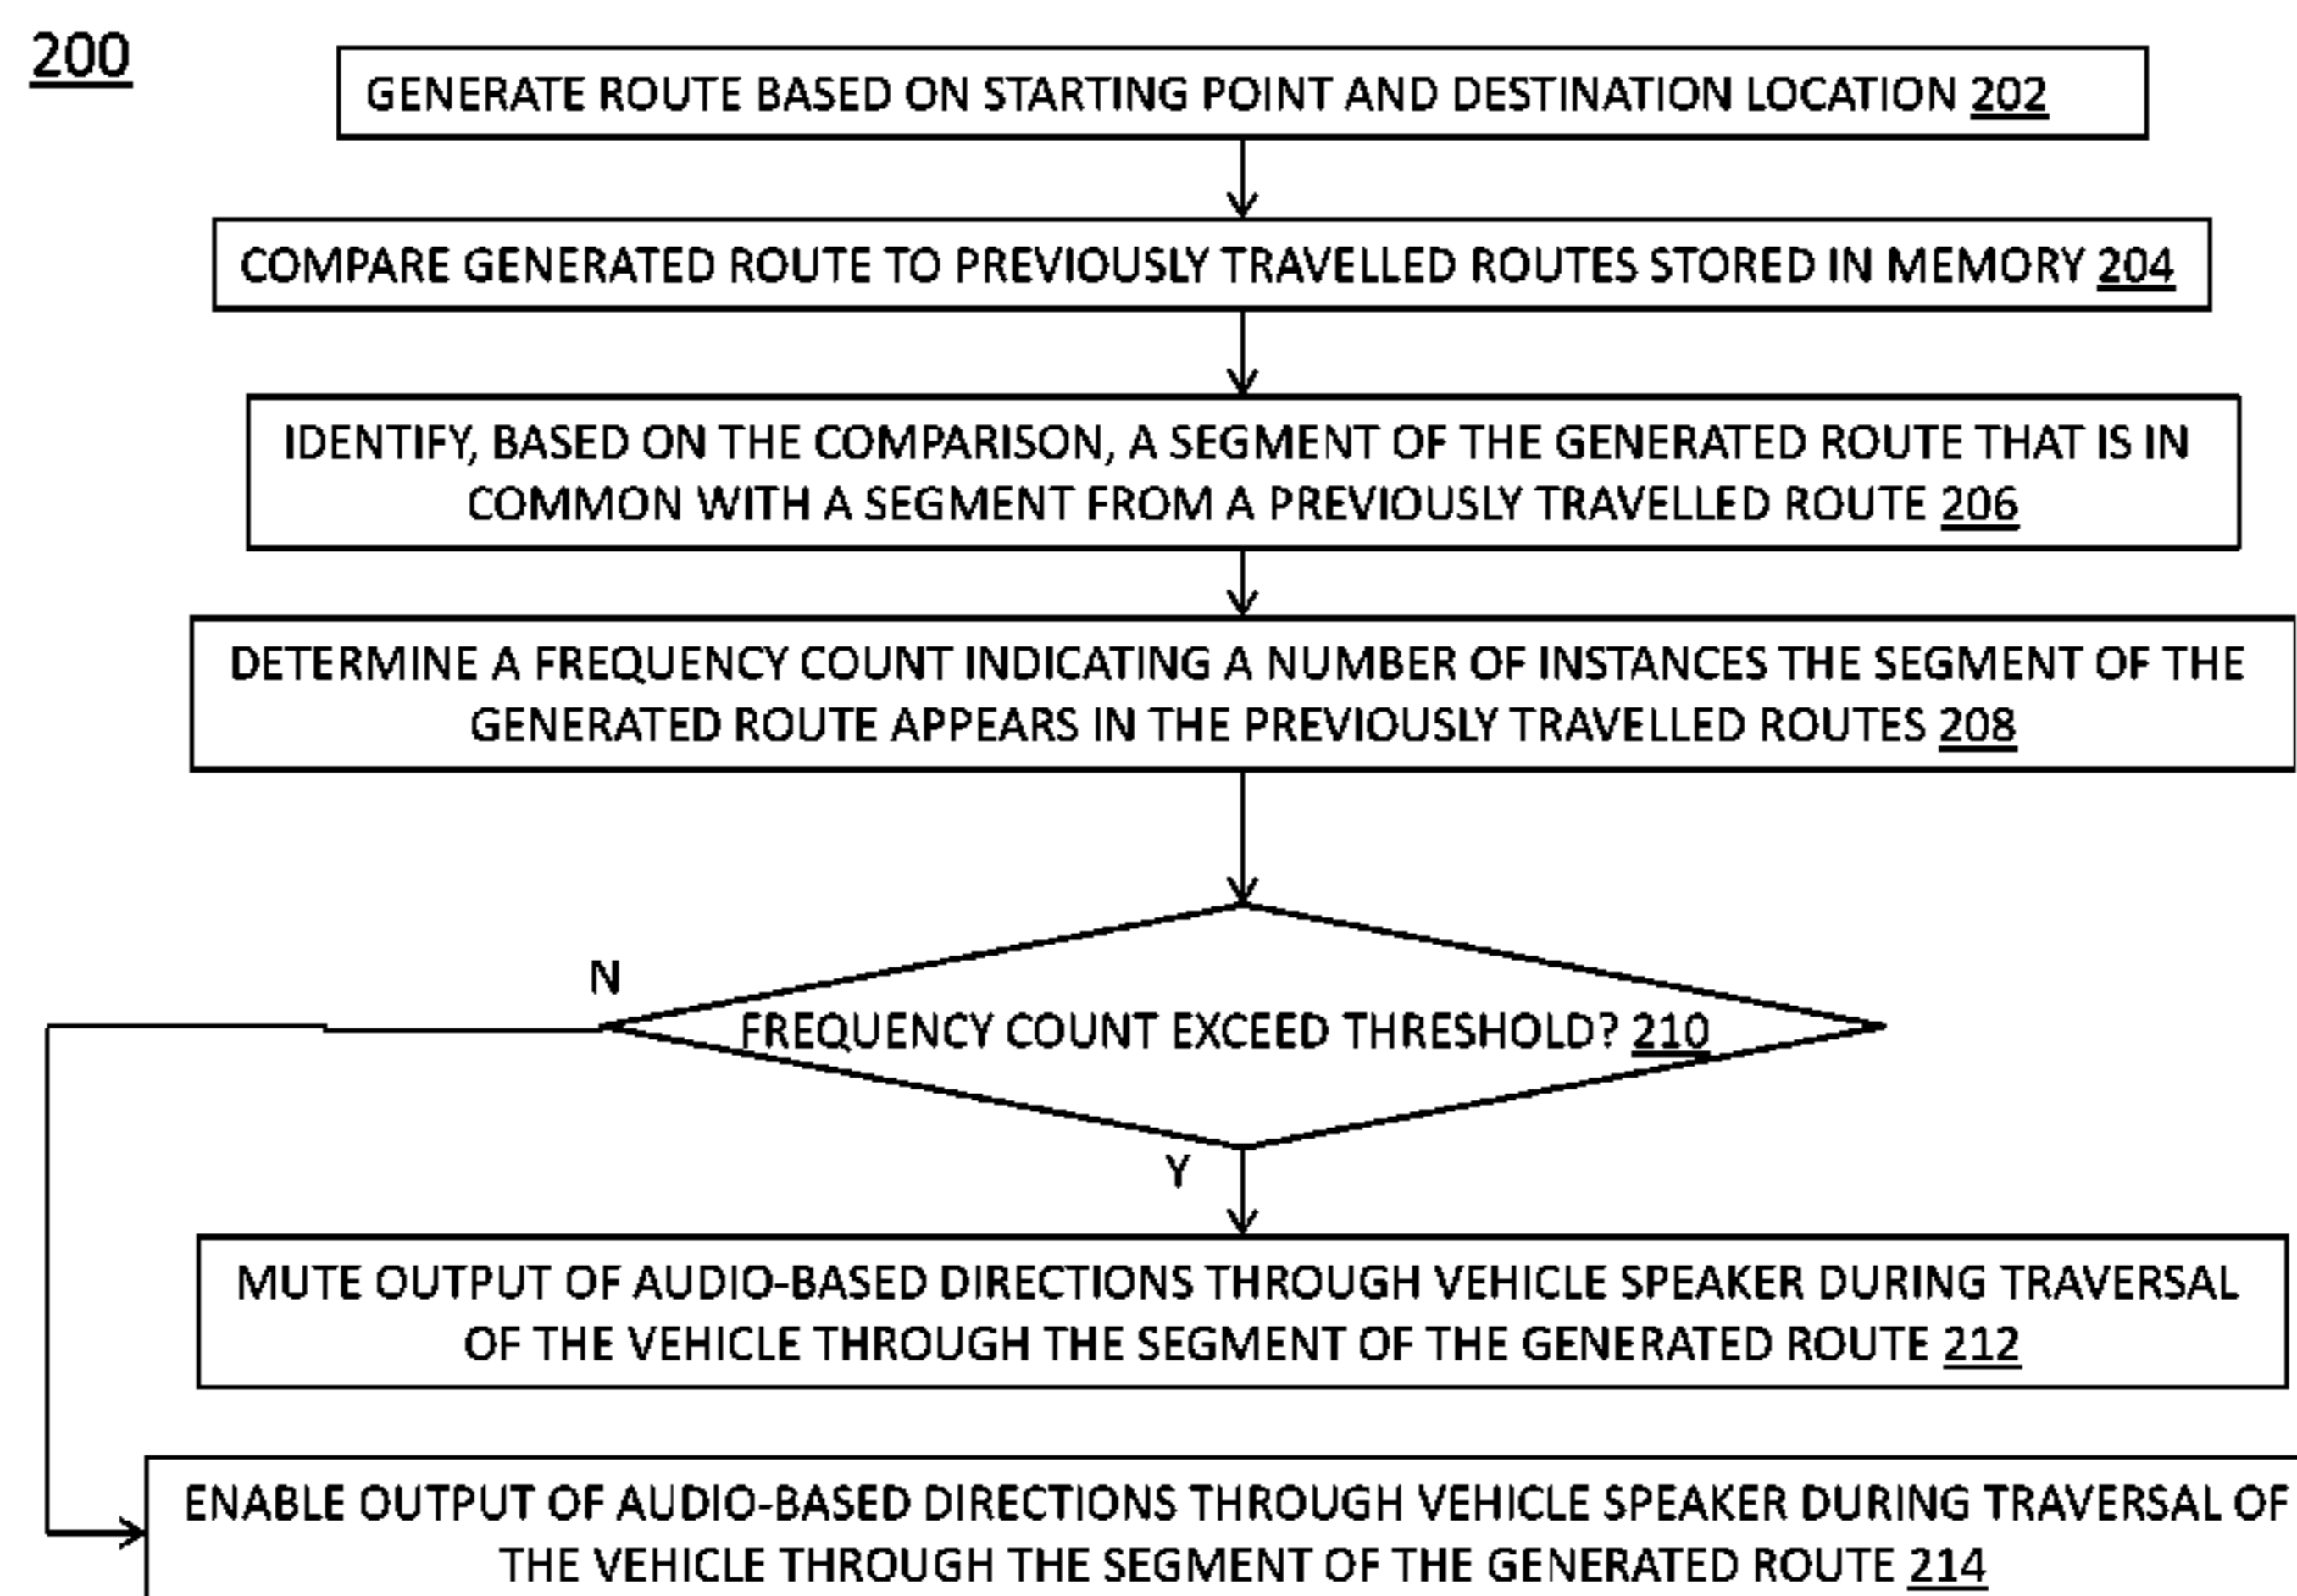 200
GENERATE ROUTE BASED ON STARTING POINT AND DESTINATION LOCATION 202
COMPARE GENERATED ROUTE TO PREVIOUSLY TRAVELLED ROUTES STORED IN MEMORY 204
IDENTIFY, BASED ON THE COMPARISON, A SEGMENT OF THE GENERATED ROUTE THAT IS IN
COMMON WITH A SEGMENT FROM A PREVIOUSLY TRAVELLED ROUTE 206
DETERMINE A FREQUENCY COUNT INDICATING A NUMBER OF INSTANCES THE SEGMENT OF THE
GENERATED ROUTE APPEARS IN THE PREVIOUSLY TRAVELLED ROUTES 208
N
FREQUENCY COUNT EXCEED THRESHOLD? 210
Y
MUTE OUTPUT OF AUDIO-BASED DIRECTIONS THROUGH VEHICLE SPEAKER DURING TRAVERSAL
OF THE VEHICLE THROUGH THE SEGMENT OF THE GENERATED ROUTE 212
ENABLE OUTPUT OF AUDIO-BASED DIRECTIONS THROUGH VEHICLE SPEAKER DURING TRAVERSAL OF
THE VEHICLE THROUGH THE SEGMENT OF THE GENERATED ROUTE 214